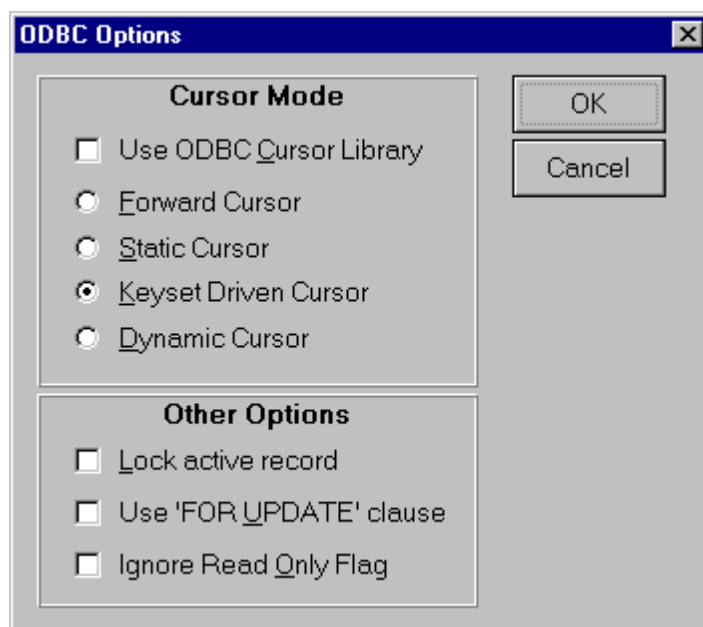 ODBC Options
Cursor Mode
Use ODBC Cursor Library
Forward Cursor
Static Cursor
Keyset Driven Cursor
Dynamic Cursor
OK
Cancel
Other Options
Lock active record
Use 'FOR UPDATE' clause
Ignore Read Only Flag